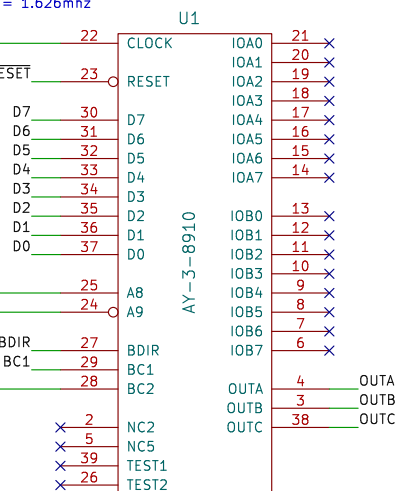 = 1.626mhz
U1
22 CLOCK IOA0 21
IOA1 20
ESET 23 RESET IOA2 19
IOA3 18
D7 30 D7 IOA4 17
D6 31 D6 IOA5 16
D5 32 D5 IOA6 15
D4 33 D4 IOA7 14
D3 34 D3
D2 35 D2 IOB0 13
D1 36 D1 IOB1 12
D0 37 D0 IOB2 11
IOB3 10
25 A8 IOB4 9
24 A9 IOB5 8
IOB6 7
BDIR 27 BDIR IOB7 6
BC1 29 BC1
28 BC2 OUTA 4 OUTA
OUTB 3 OUTB
2 NC2 OUTC 38 OUTC
5 NC5
39 TEST1
26 TEST2
AY-3-8910